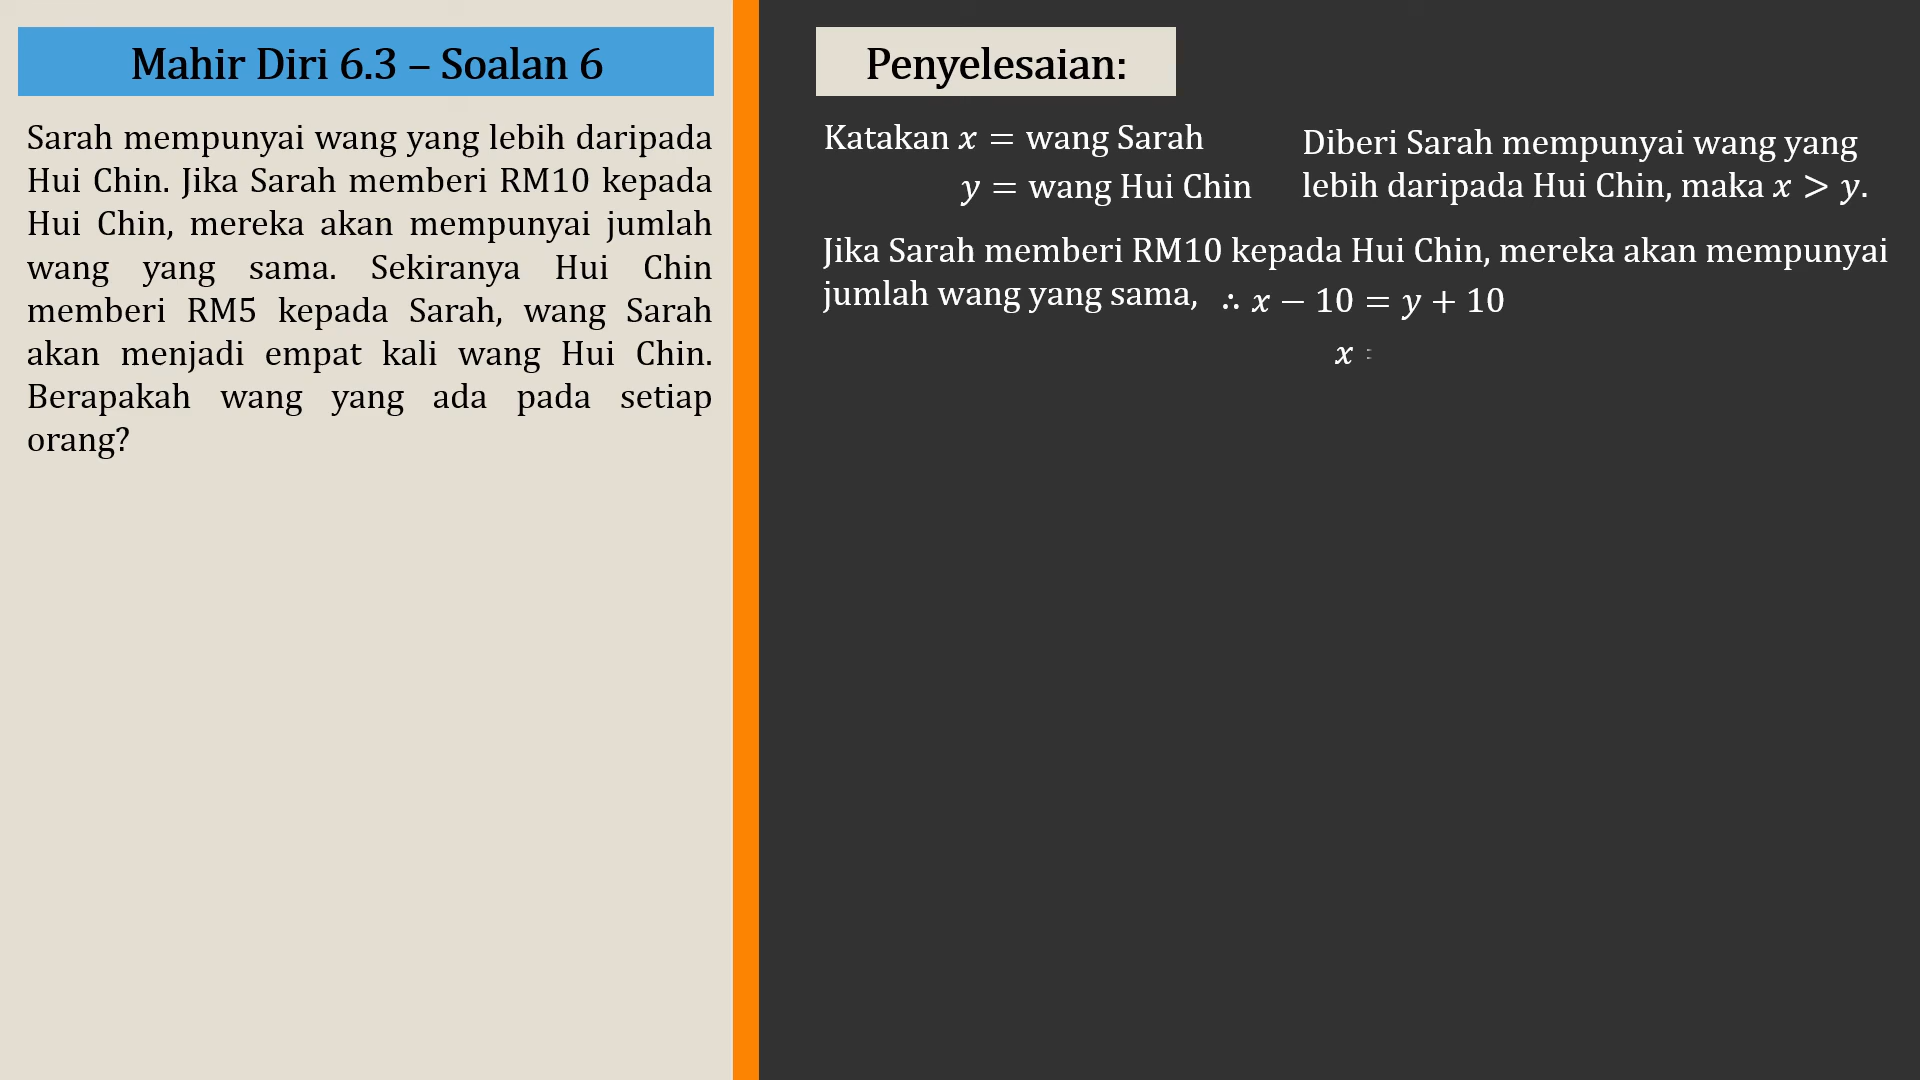 Mahir Diri 6.3 – Soalan 6
Sarah mempunyai wang yang lebih daripada
Hui Chin. Jika Sarah memberi RM10 kepada
Hui Chin, mereka akan mempunyai jumlah
wang yang sama. Sekiranya Hui Chin
memberi RM5 kepada Sarah, wang Sarah
akan menjadi empat kali wang Hui Chin.
Berapakah wang yang ada pada setiap
orang?
Penyelesaian:
Katakan x = wang Sarah
y = wang Hui Chin
Diberi Sarah mempunyai wang yang
lebih daripada Hui Chin, maka x > y.
Jika Sarah memberi RM10 kepada Hui Chin, mereka akan mempunyai
jumlah wang yang sama, ∴ x − 10 = y + 10
x =